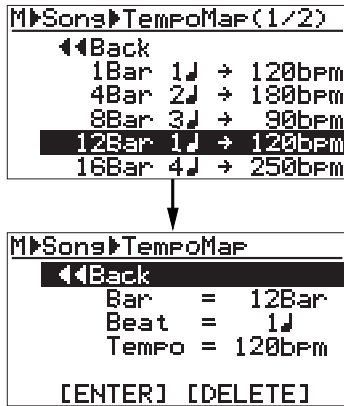 M▶Song▶TempoMap(1/2)
◀◀Back
1Bar 1♩ → 120bpm
4Bar 2♩ → 180bpm
8Bar 3♩ → 90bpm
12Bar 1♩ → 120bpm
16Bar 4♩ → 250bpm
M▶Song▶TempoMap
◀◀Back
Bar = 12Bar
Beat = 1♩
Tempo = 120bpm
[ENTER] [DELETE]